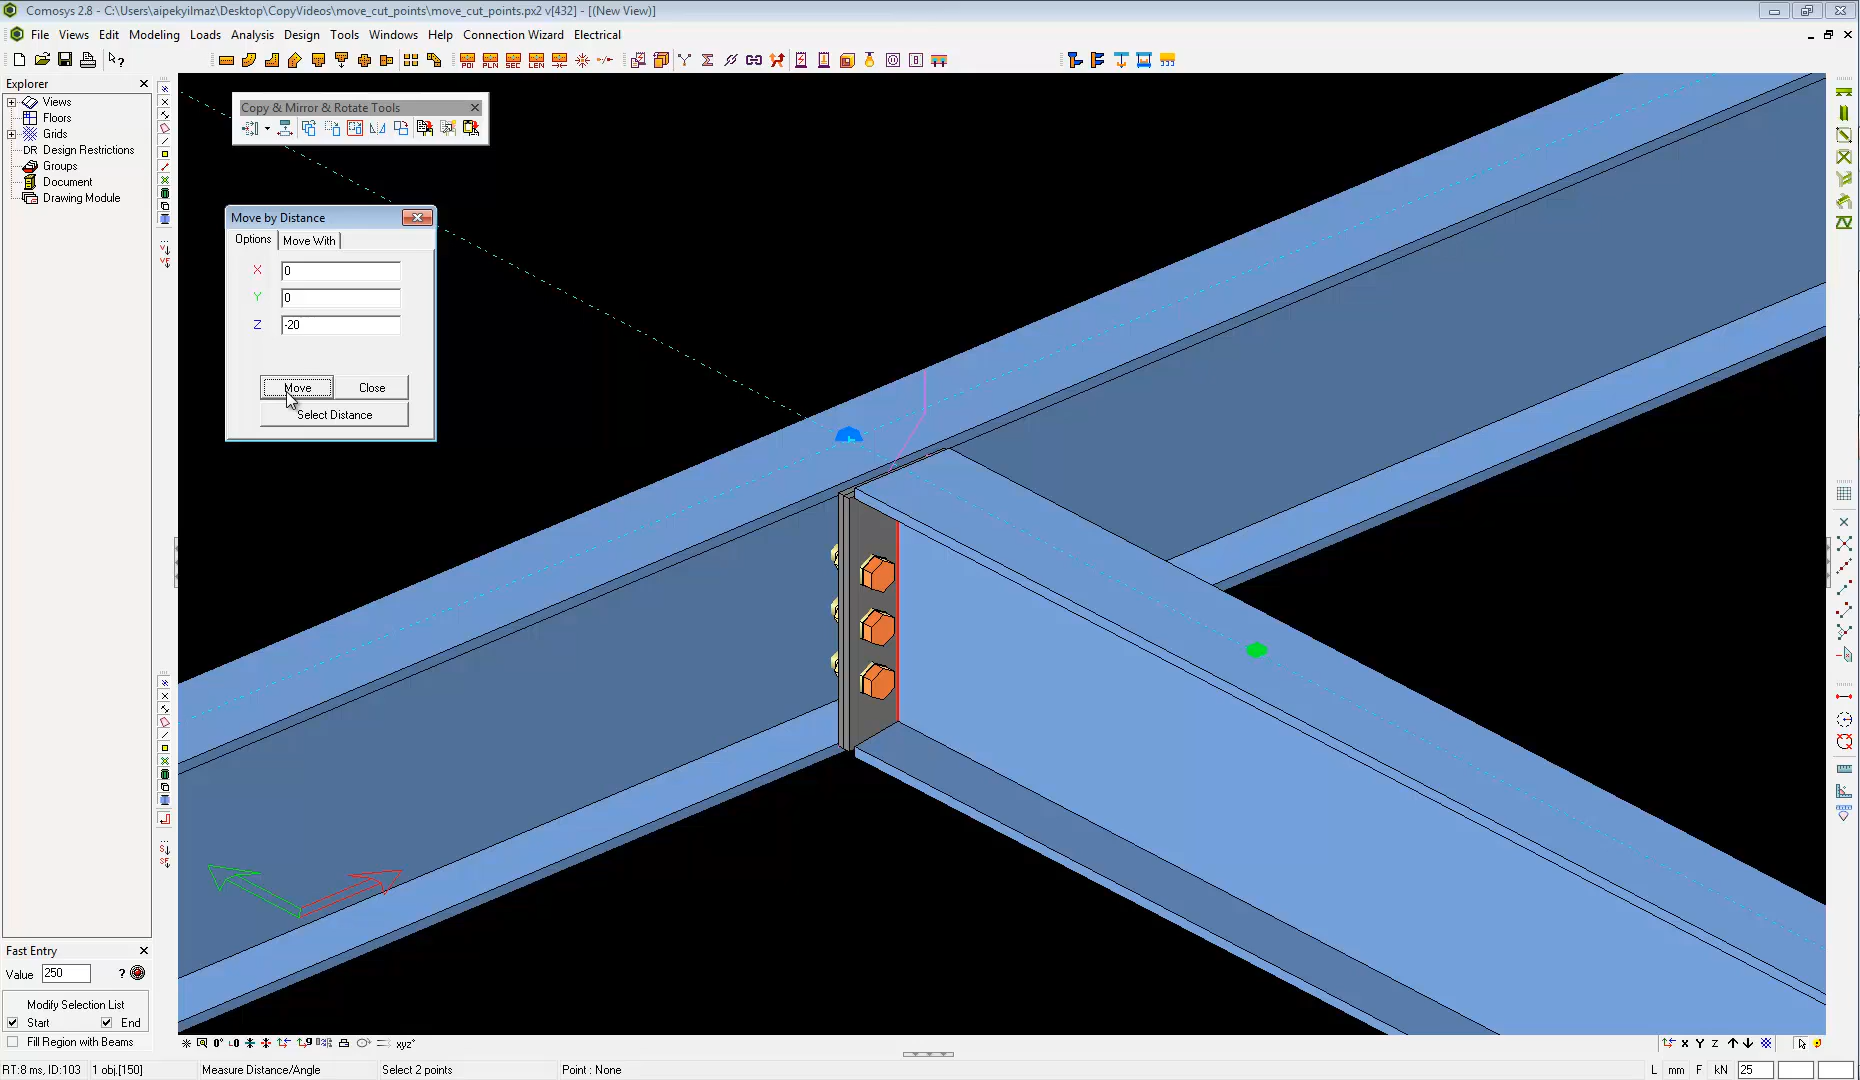 Comosys 2.8 - C:\Users\aipekyilmaz\Desktop\CopyVideos\move_cut_points\move_cut_points.px2 v[432] - [(New View)]
File Views Edit Modeling Loads Analysis Design Tools Windows Help Connection Wizard Electrical
POI PLN SEC LEN
Explorer
Views
Floors
Grids
DR Design Restrictions
Groups
Document
Drawing Module
Copy & Mirror & Rotate Tools
Move by Distance
Options Move With
X 0
Y 0
Z -20
Move Close
Select Distance
Fast Entry
Value 250 ?
Modify Selection List
Start End
Fill Region with Beams
xyz
X Y Z
RT:8 ms, ID:103 1 obj.[150] Measure Distance/Angle Select 2 points Point : None L mm F kN 25